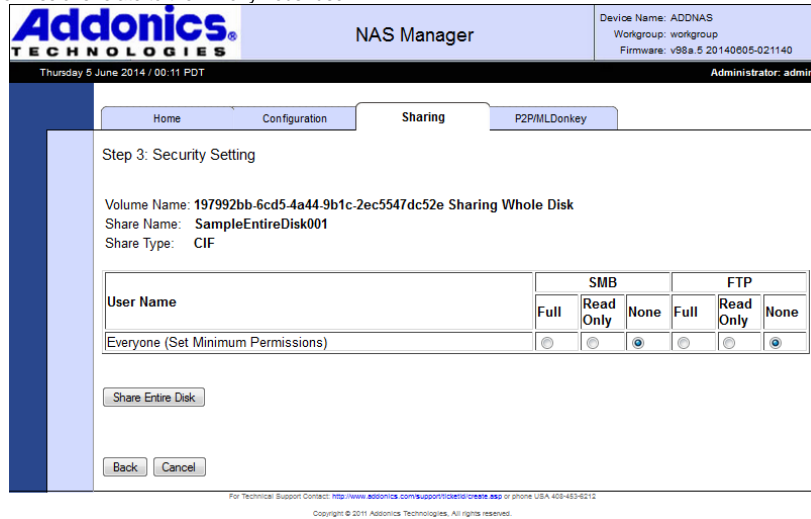 Addonics®
TECHNOLOGIES
NAS Manager
Device Name: ADDNAS
Workgroup: workgroup
Firmware: v98a.5 20140605-021140
Thursday 5 June 2014 / 00:11 PDT
Administrator: admin
Home Configuration Sharing P2P/MLDonkey
Step 3: Security Setting
Volume Name: 197992bb-6cd5-4a44-9b1c-2ec5547dc52e Sharing Whole Disk
Share Name: SampleEntireDisk001
Share Type: CIF
User Name SMB FTP
Full Read Only None Full Read Only None
Everyone (Set Minimum Permissions)
Share Entire Disk
Back Cancel
For Technical Support Contact: http://www.addonics.com/support/ticketid/create.asp or phone USA 408-453-6212
Copyright © 2011 Addonics Technologies, All rights reserved.